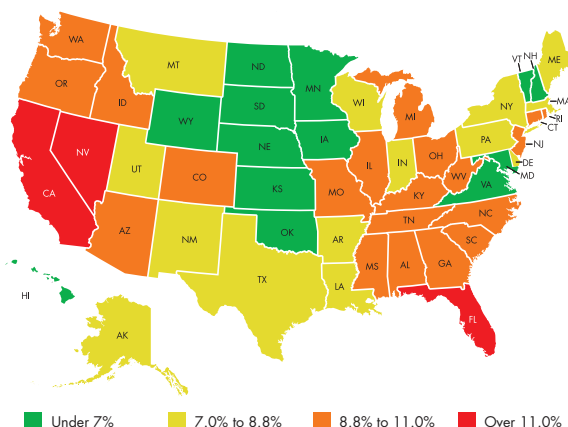 WA
OR
ID
MT
ND
MN
SD
WY
NE
IA
WI
MI
NV
UT
CA
CO
KS
MO
IL
IN
OH
WV
VA
KY
TN
NC
SC
AZ
NM
OK
AR
TX
LA
MS
AL
GA
FL
VT
NH
ME
NY
MA
RI
CT
PA
NJ
DE
MD
HI
AK
Under 7%
7.0% to 8.8%
8.8% to 11.0%
Over 11.0%